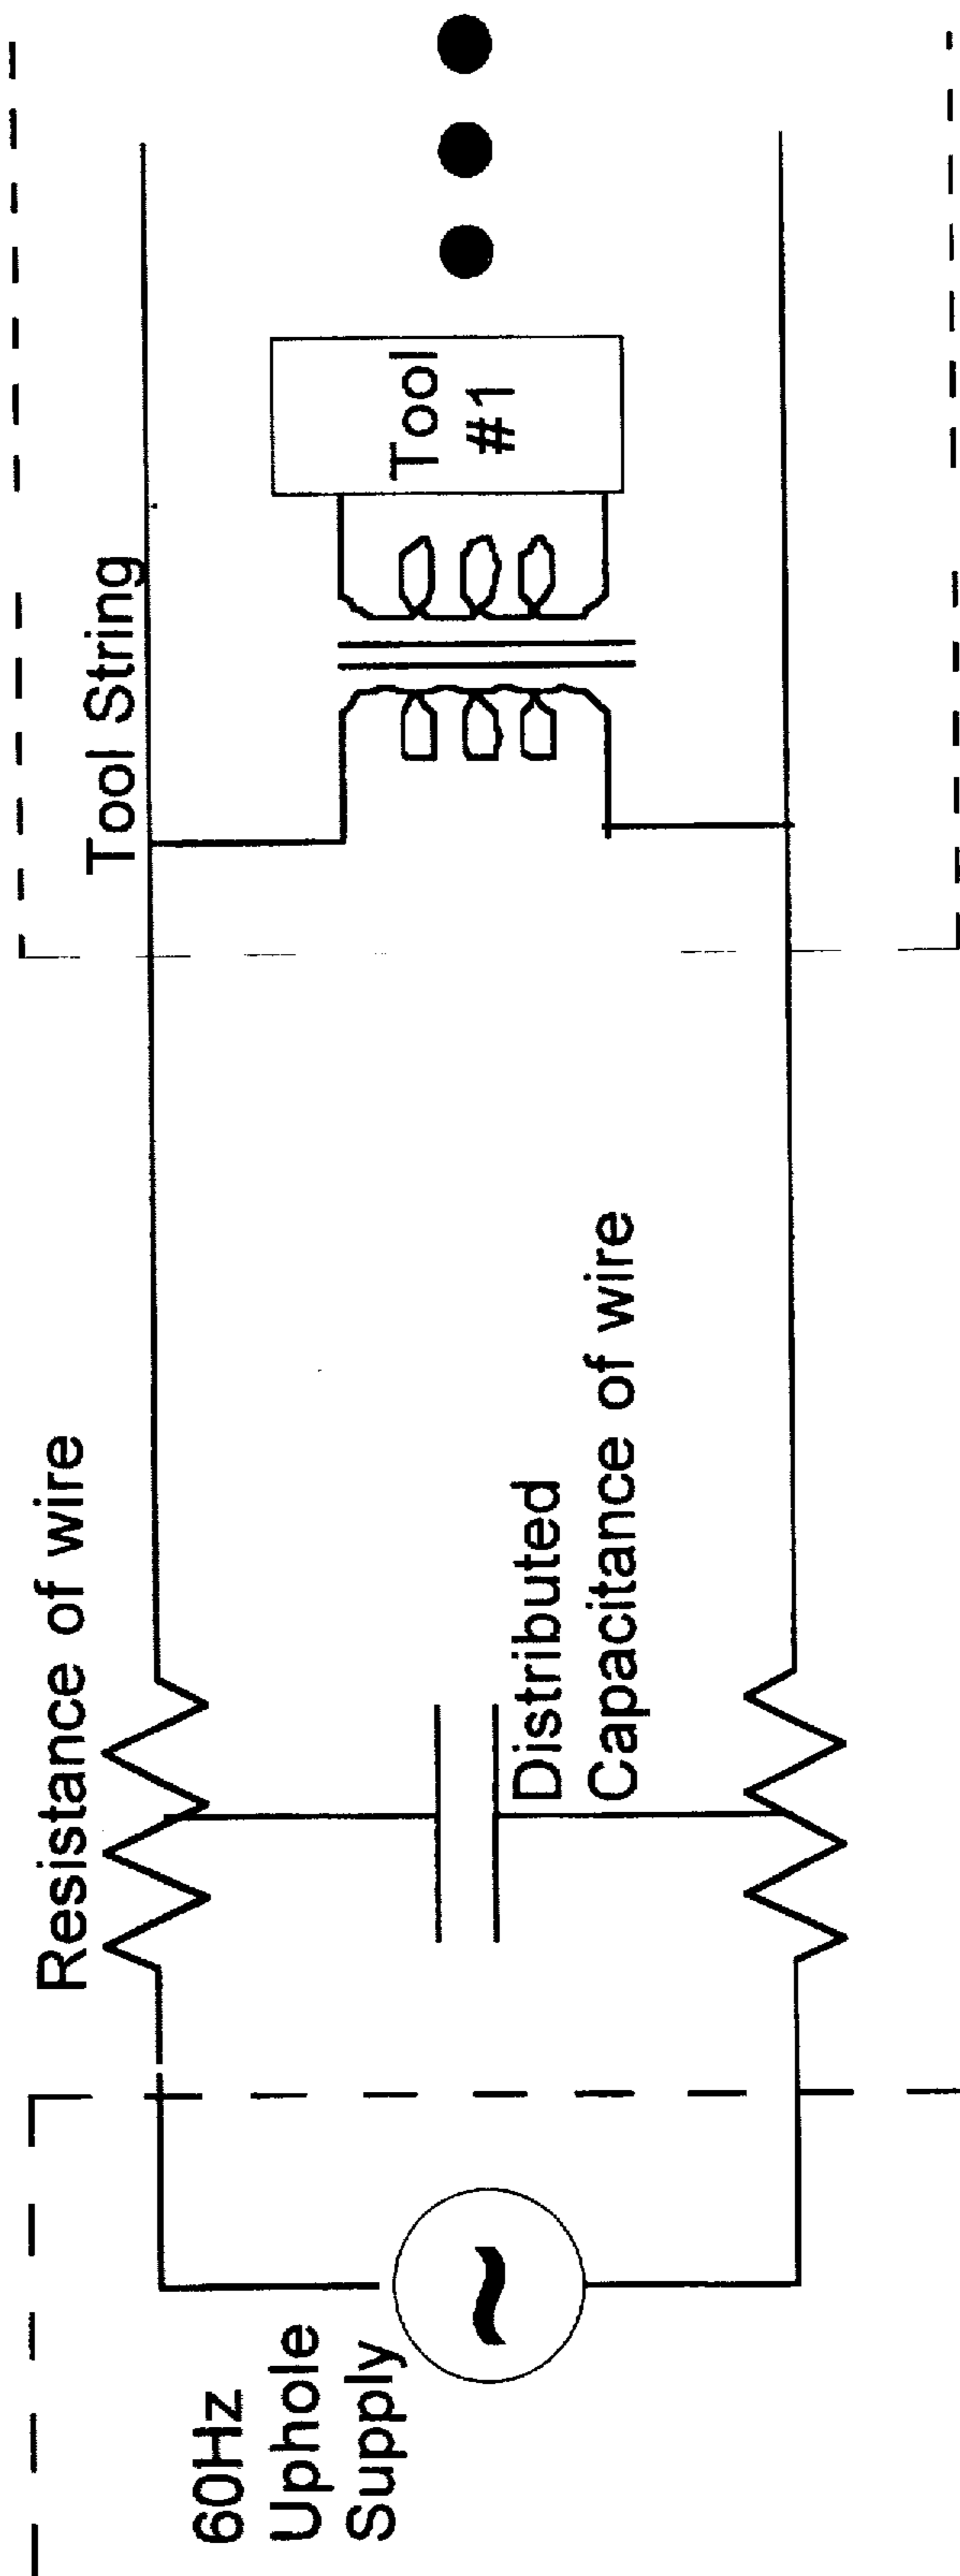 60Hz
Uphole
Supply
Resistance of wire
Distributed
Capacitance of wire
Tool String
Tool
#1